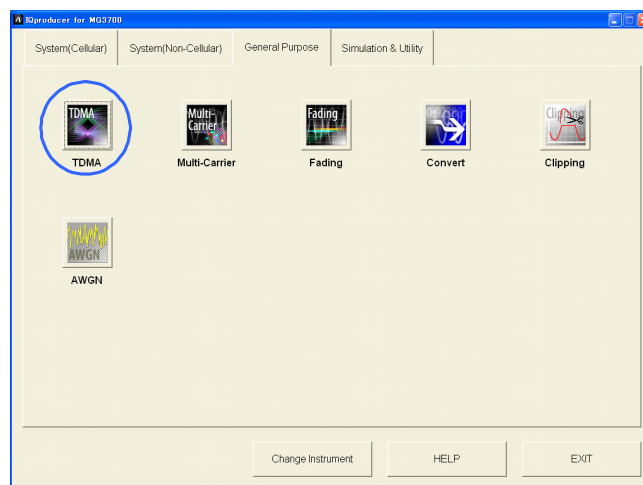 IQproducer for MG3700
System(Cellular) System(Non-Cellular) General Purpose Simulation & Utility
TDMA Multi-Carrier Fading Clipping
TDMA Multi-Carrier Fading Convert Clipping
AWGN
AWGN
Change Instrument HELP EXIT